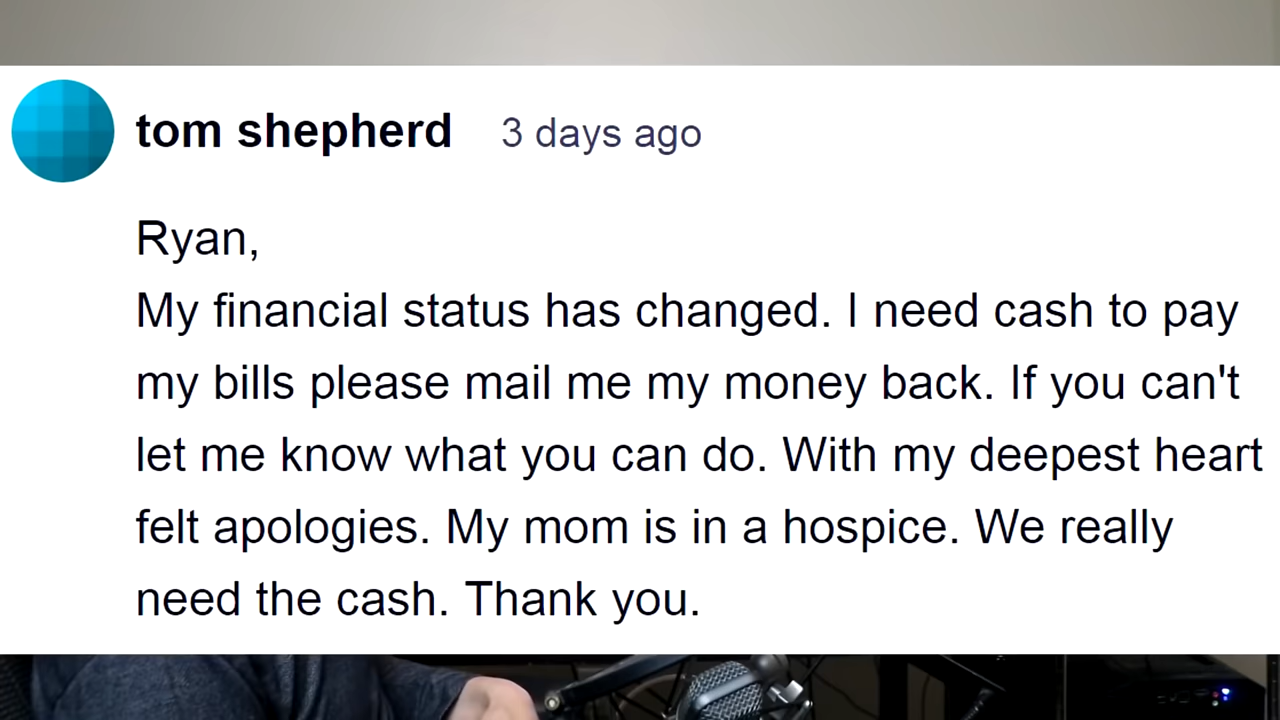 tom shepherd 3 days ago
Ryan,
My financial status has changed. I need cash to pay
my bills please mail me my money back. If you can't
let me know what you can do. With my deepest heart
felt apologies. My mom is in a hospice. We really
need the cash. Thank you.